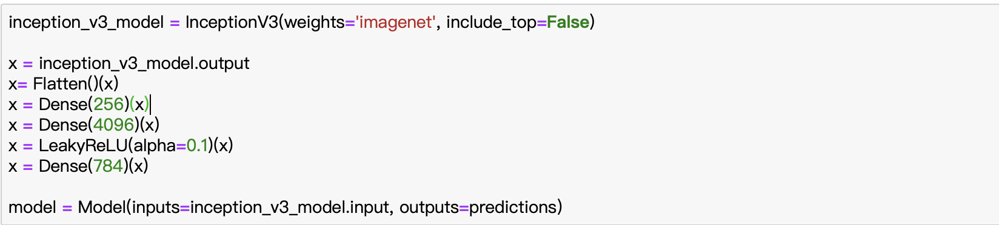 inception_v3_model = InceptionV3(weights='imagenet', include_top=False)
x = inception_v3_model.output
x= Flatten()(x)
x = Dense(256)(x)
x = Dense(4096)(x)
x = LeakyReLU(alpha=0.1)(x)
x = Dense(784)(x)
model = Model(inputs=inception_v3_model.input, outputs=predictions)